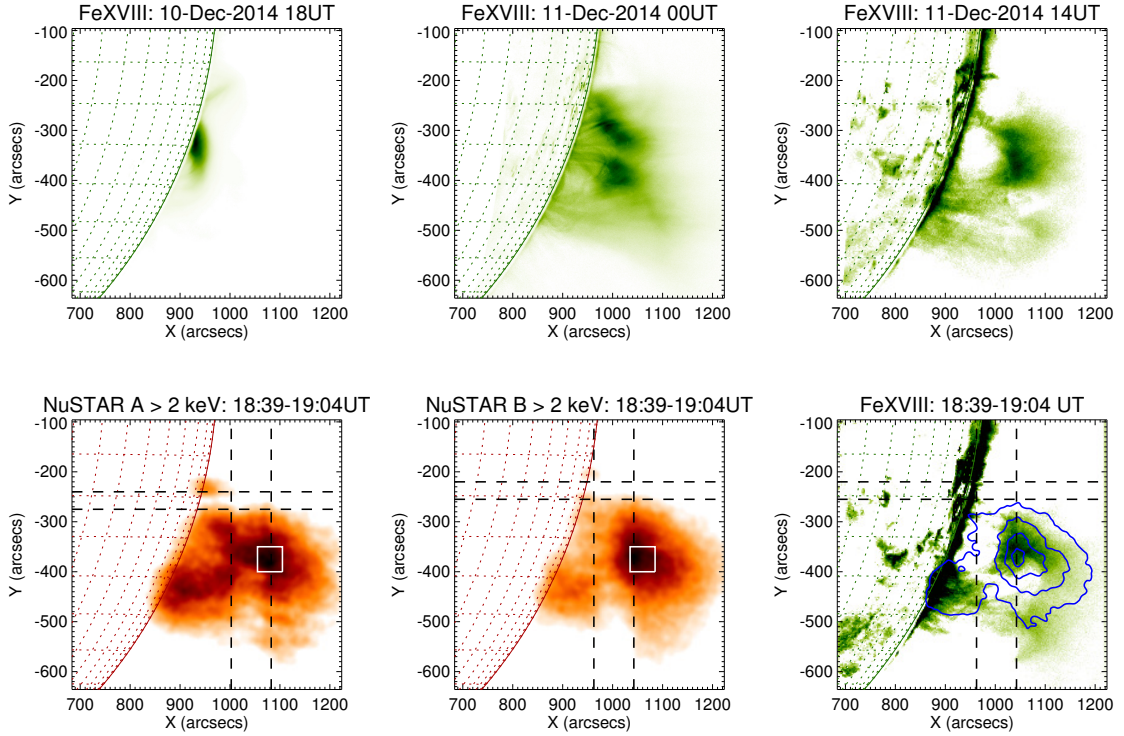 FeXVIII: 10-Dec-2014 18UT
FeXVIII: 11-Dec-2014 00UT
FeXVIII: 11-Dec-2014 14UT
Y (arcsecs)
-100
-200
-300
-400
-500
-600
700 800 900 1000 1100 1200
X (arcsecs)
Y (arcsecs)
-100
-200
-300
-400
-500
-600
700 800 900 1000 1100 1200
X (arcsecs)
Y (arcsecs)
-100
-200
-300
-400
-500
-600
700 800 900 1000 1100 1200
X (arcsecs)
NuSTAR A > 2 keV: 18:39-19:04UT
NuSTAR B > 2 keV: 18:39-19:04UT
FeXVIII: 18:39-19:04 UT
Y (arcsecs)
-100
-200
-300
-400
-500
-600
700 800 900 1000 1100 1200
X (arcsecs)
Y (arcsecs)
-100
-200
-300
-400
-500
-600
700 800 900 1000 1100 1200
X (arcsecs)
Y (arcsecs)
-100
-200
-300
-400
-500
-600
700 800 900 1000 1100 1200
X (arcsecs)